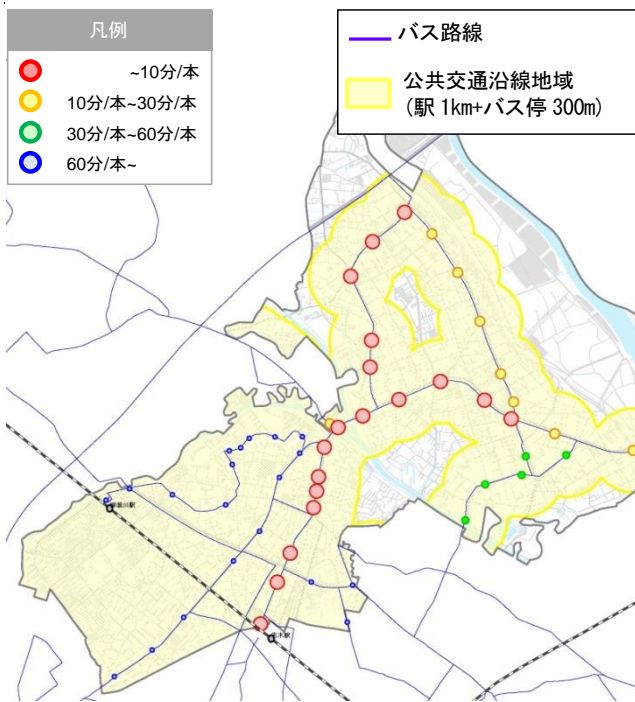 凡例
~10分/本
10分/本~30分/本
30分/本~60分/本
60分/本~
バス路線
公共交通沿線地域
(駅 1km+バス停 300m)